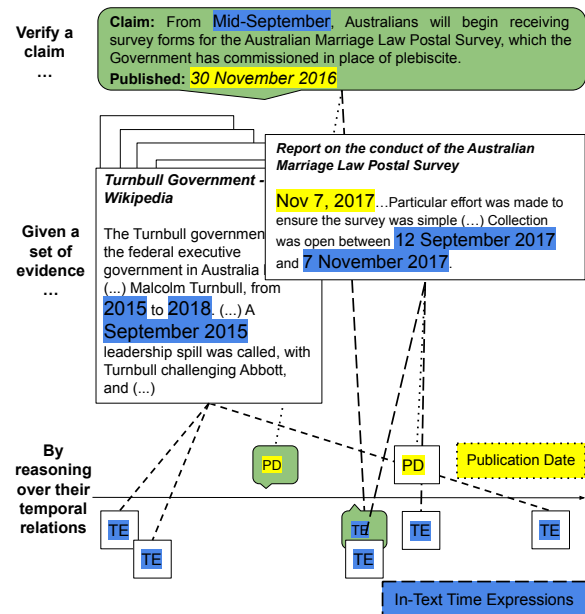 Verify a claim
...
Claim: From Mid-September, Australians will begin receiving
survey forms for the Australian Marriage Law Postal Survey, which the
Government has commissioned in place of plebiscite.
Published: 30 November 2016
Given a
set of
evidence
...
Turnbull Government -
Wikipedia
The Turnbull government
the federal executive
government in Australia
(...) Malcolm Turnbull, from
2015 to 2018. (...) A
September 2015
leadership spill was called, with
Turnbull challenging Abbott,
and (...)
Report on the conduct of the Australian
Marriage Law Postal Survey
Nov 7, 2017...Particular effort was made to
ensure the survey was simple (...) Collection
was open between 12 September 2017
and 7 November 2017.
By
reasoning
over their
temporal
relations
PD
PD
Publication Date
TE
TE
TE
TE
TE
TE
In-Text Time Expressions